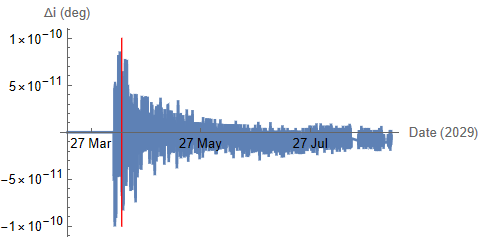 Δi (deg)
1×10⁻¹⁰
5×10⁻¹¹
27 Mar
27 May
27 Jul
Date (2029)
-5×10⁻¹¹
-1×10⁻¹⁰